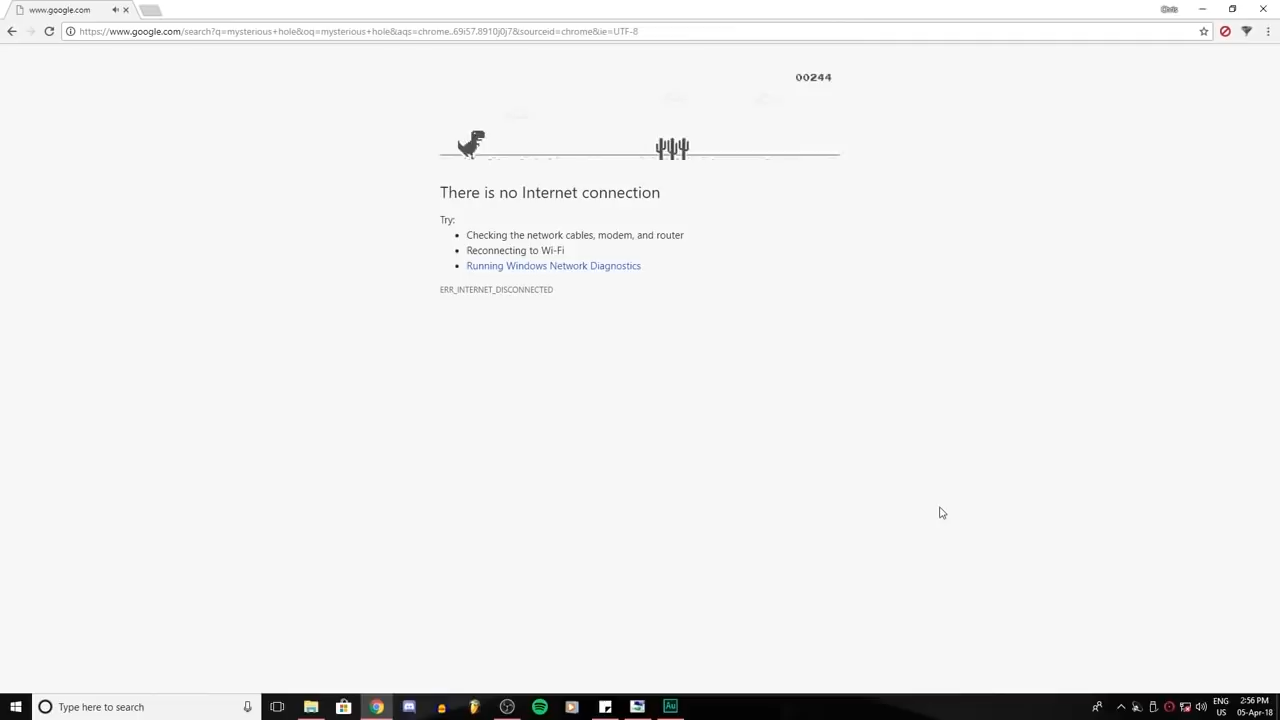 www.google.com
Chris
https://www.google.com/search?q=mysterious+hole&oq=mysterious+hole&aqs=chrome..69i57.8910j0j7&sourceid=chrome&ie=UTF-8
00244
There is no Internet connection
Try:
Checking the network cables, modem, and router
Reconnecting to Wi-Fi
Running Windows Network Diagnostics
ERR_INTERNET_DISCONNECTED
Type here to search
Au
ENG
US
2:56 PM
05-Apr-18